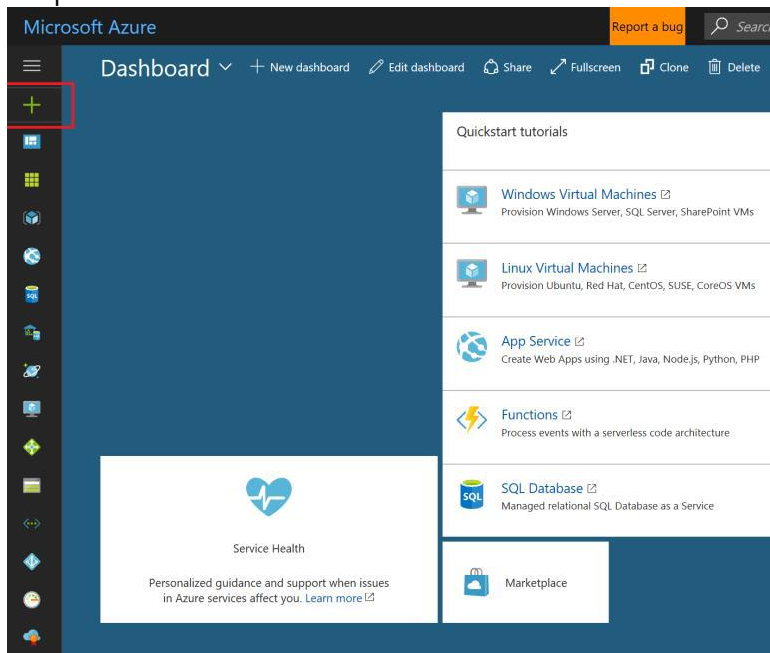 Microsoft Azure
Report a bug
Dashboard
New dashboard
Edit dashboard
Share
Fullscreen
Clone
Delete
Quickstart tutorials
Windows Virtual Machines
Provision Windows Server, SQL Server, SharePoint VMs
Linux Virtual Machines
Provision Ubuntu, Red Hat, CentOS, SUSE, CoreOS VMs
App Service
Create Web Apps using .NET, Java, Node.js, Python, PHP
Functions
Process events with a serverless code architecture
SQL
SQL Database
Managed relational SQL Database as a Service
Service Health
Personalized guidance and support when issues
in Azure services affect you. Learn more
Marketplace
SQL